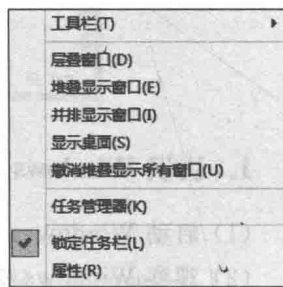 工具栏(T)
层叠窗口(D)
堆叠显示窗口(E)
并排显示窗口(I)
显示桌面(S)
撤消堆叠显示所有窗口(U)
任务管理器(K)
锁定任务栏(L)
属性(R)